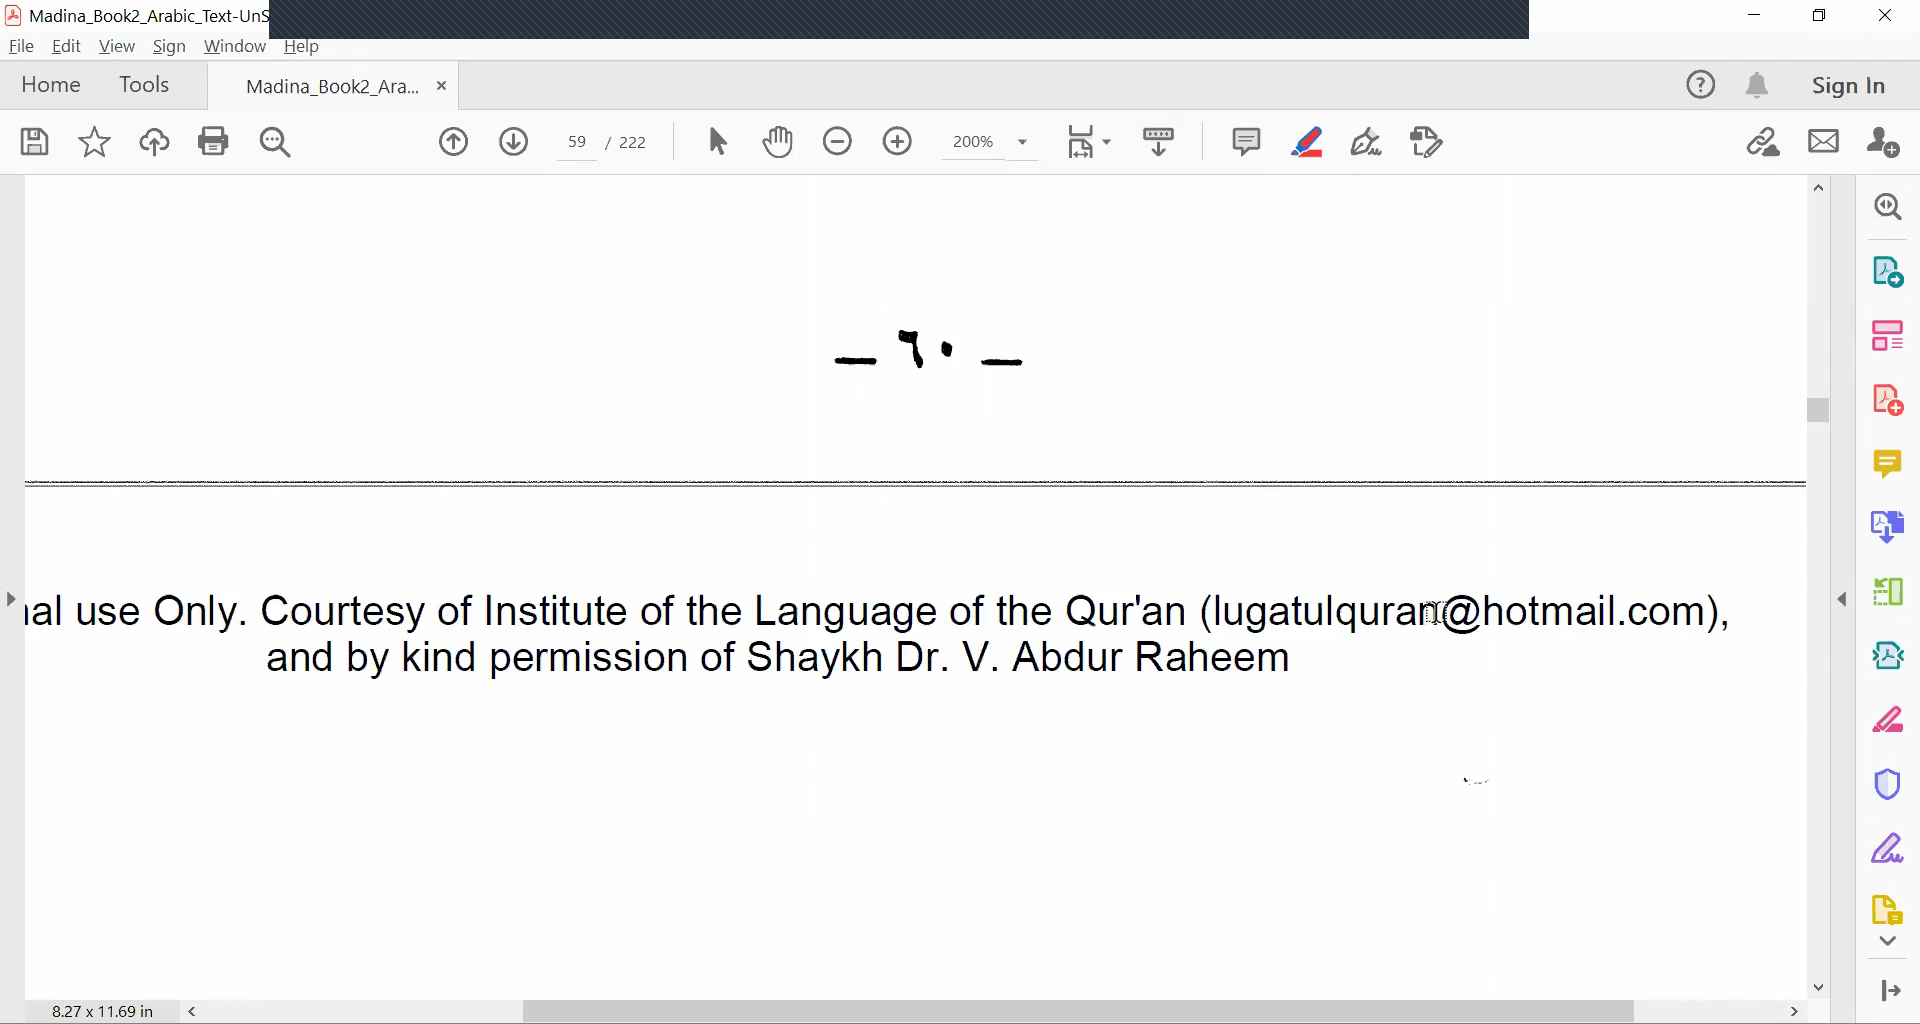 Madina_Book2_Arabic_Text-UnS
File Edit View Sign Window Help
Home Tools Madina_Book2_Ara... × Sign In
59 / 222 200%
– ٦٠ –
al use Only. Courtesy of Institute of the Language of the Qur'an (lugatulquran@hotmail.com),
and by kind permission of Shaykh Dr. V. Abdur Raheem
8.27 x 11.69 in